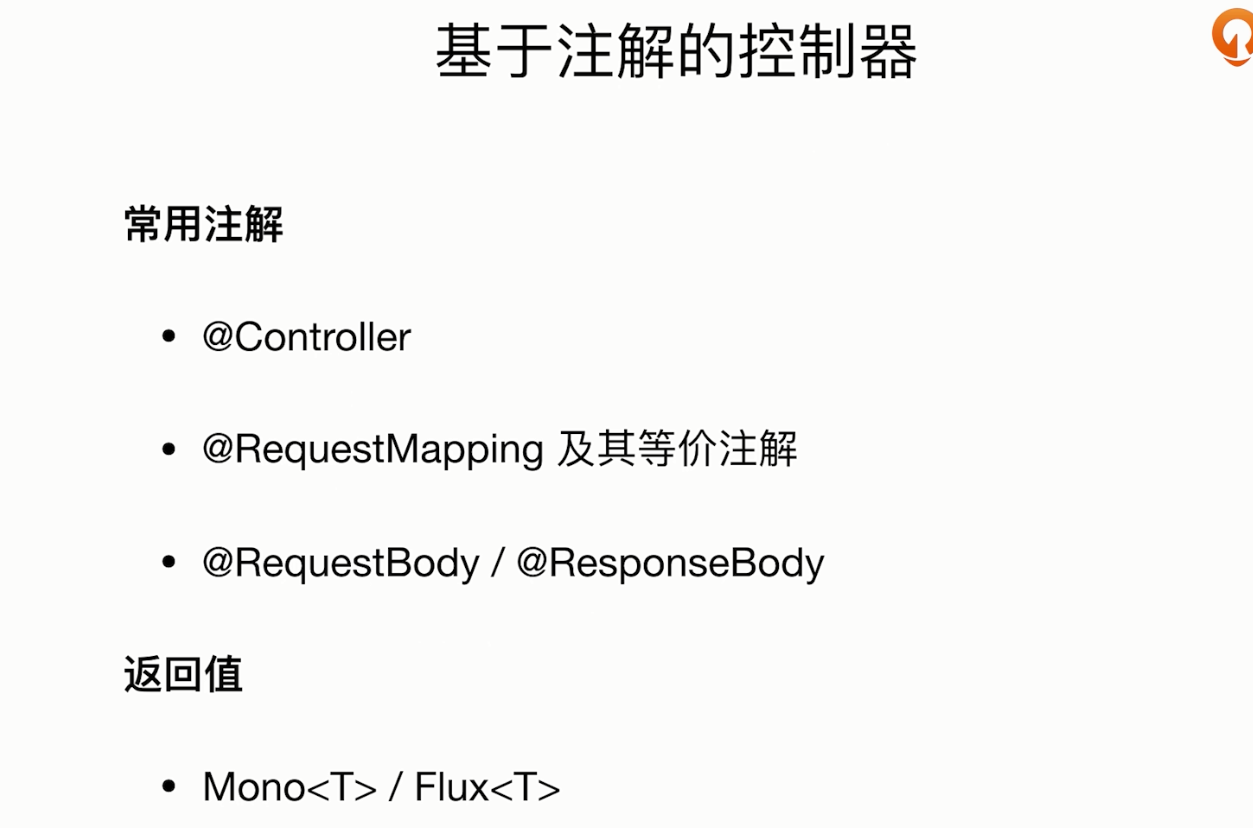 基于注解的控制器
常用注解
• @Controller
• @RequestMapping 及其等价注解
• @RequestBody / @ResponseBody
返回值
• Mono<T> / Flux<T>